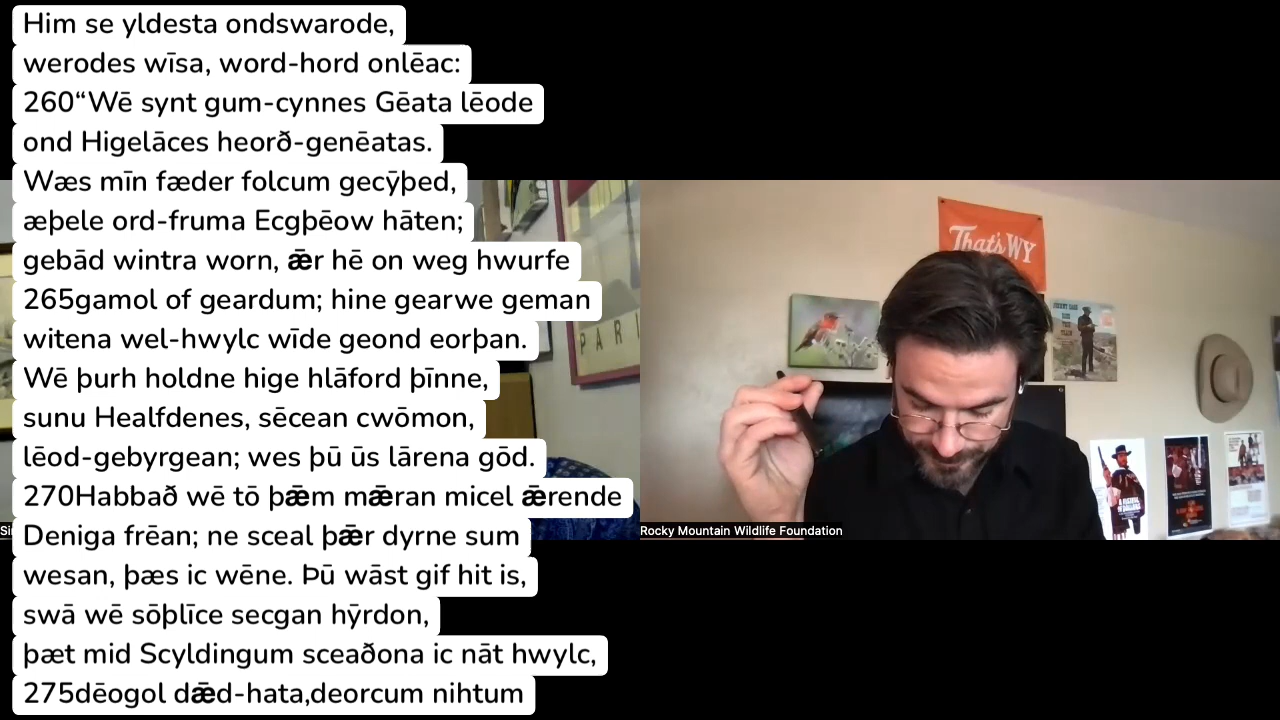 Him se yldesta ondswarode,
werodes wīsa, word-hord onlēac:
260“Wē synt gum-cynnes Gēata lēode
ond Higelāces heorð-genēatas.
Wæs mīn fæder folcum gecȳþed,
æþele ord-fruma Ecgþēow hāten;
gebād wintra worn, ǣr hē on weg hwurfe
265gamol of geardum; hine gearwe geman
witena wel-hwylc wīde geond eorþan.
Wē þurh holdne hige hlāford þīnne,
sunu Healfdenes, sēcean cwōmon,
lēod-gebyrgean; wes þū ūs lārena gōd.
270Habbað wē tō þǣm mǣran micel ǣrende
Deniga frēan; ne sceal þǣr dyrne sum
wesan, þæs ic wēne. Þū wāst gif hit is,
swā wē sōþlīce secgan hȳrdon,
þæt mid Scyldingum sceaðona ic nāt hwylc,
275dēogol dǣd-hata,deorcum nihtum
That's WY
PARI
Si
Rocky Mountain Wildlife Foundation